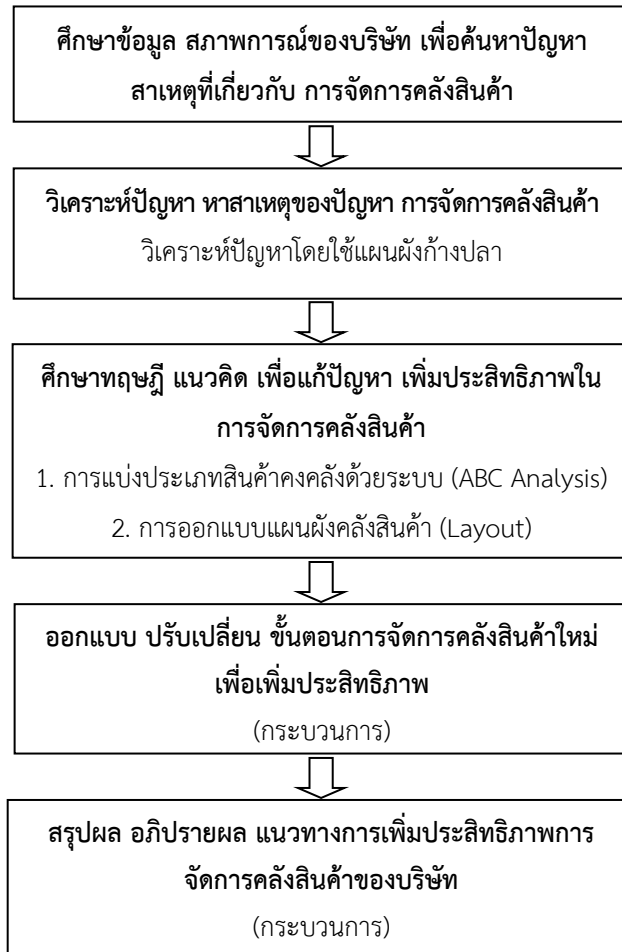 ศึกษาข้อมูล สภาพการณ์ของบริษัท เพื่อค้นหาปัญหา
สาเหตุที่เกี่ยวกับ การจัดการคลังสินค้า
วิเคราะห์ปัญหา หาสาเหตุของปัญหา การจัดการคลังสินค้า
วิเคราะห์ปัญหาโดยใช้แผนผังก้างปลา
ศึกษาทฤษฎี แนวคิด เพื่อแก้ปัญหา เพิ่มประสิทธิภาพใน
การจัดการคลังสินค้า
1. การแบ่งประเภทสินค้าคงคลังด้วยระบบ (ABC Analysis)
2. การออกแบบแผนผังคลังสินค้า (Layout)
ออกแบบ ปรับเปลี่ยน ขั้นตอนการจัดการคลังสินค้าใหม่
เพื่อเพิ่มประสิทธิภาพ
(กระบวนการ)
สรุปผล อภิปรายผล แนวทางการเพิ่มประสิทธิภาพการ
จัดการคลังสินค้าของบริษัท
(กระบวนการ)